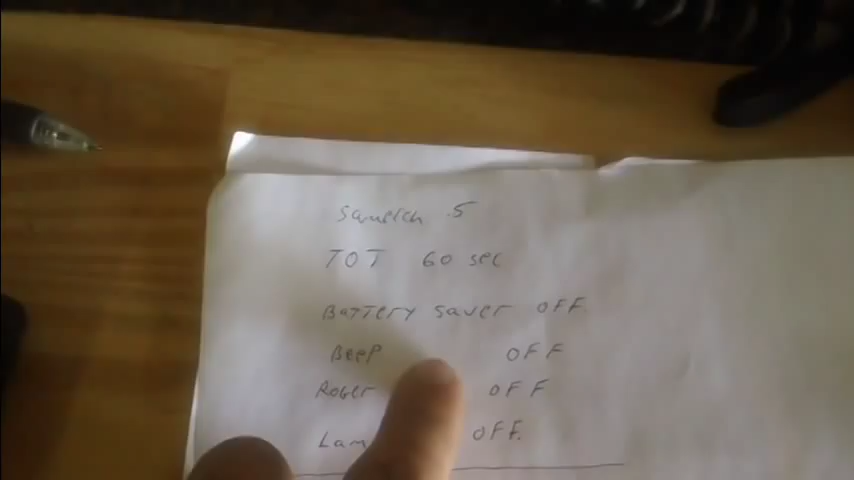 Squelch .5
TOT 60 sec
Battery saver OFF
Beep OFF
Roger OFF
OFF.